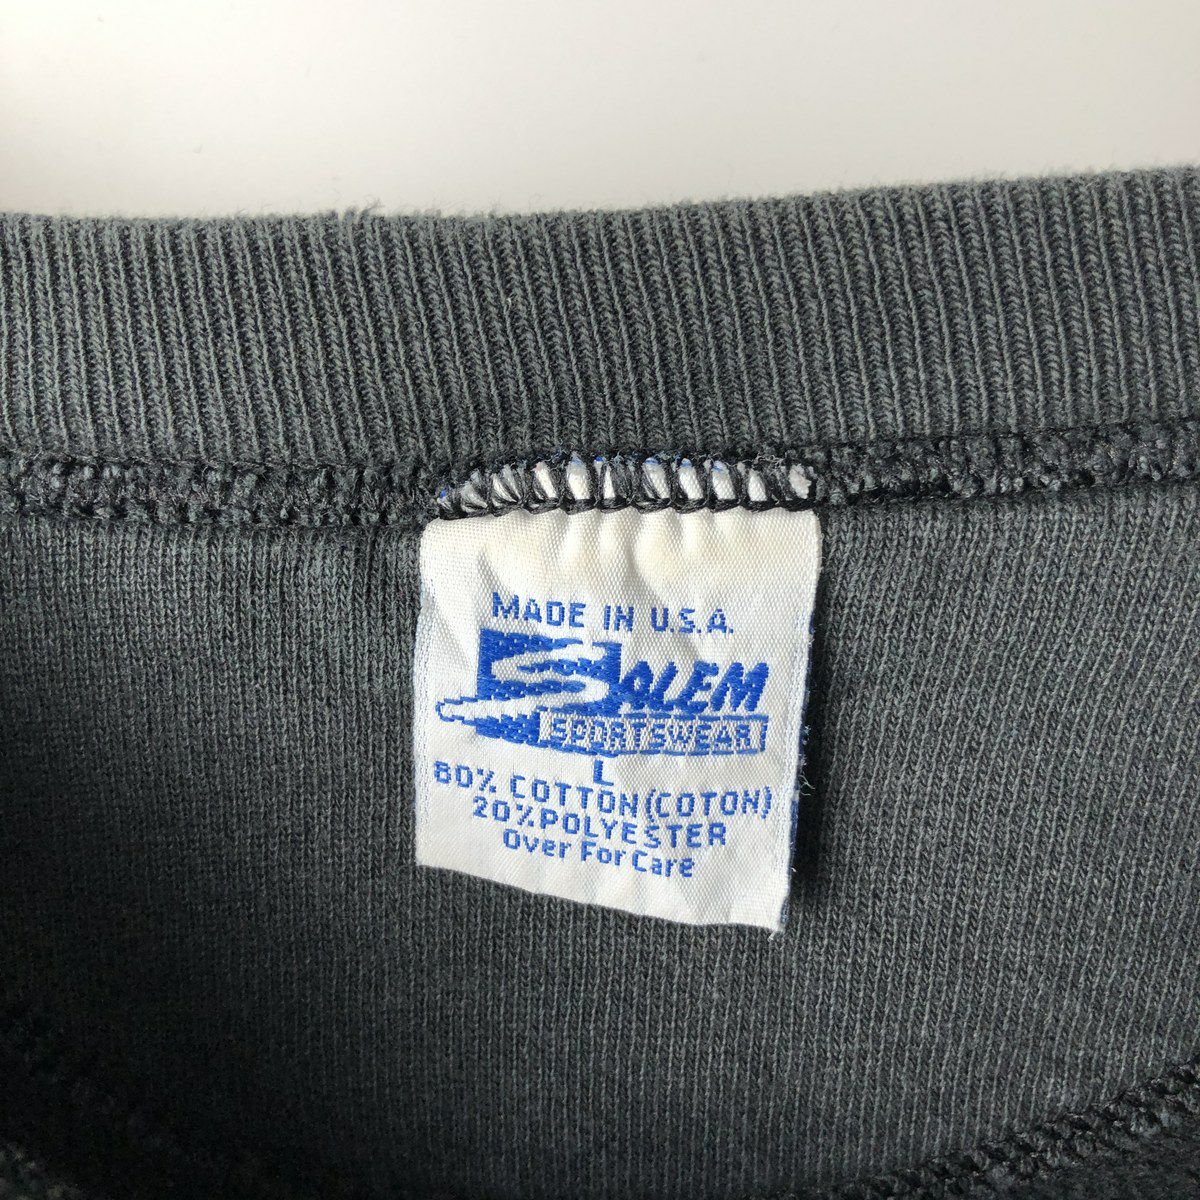 MADE IN U.S.A.
SALEM
SPORTSWEAR
L
80% COTTON (COTON)
20% POLYESTER
Over For Care